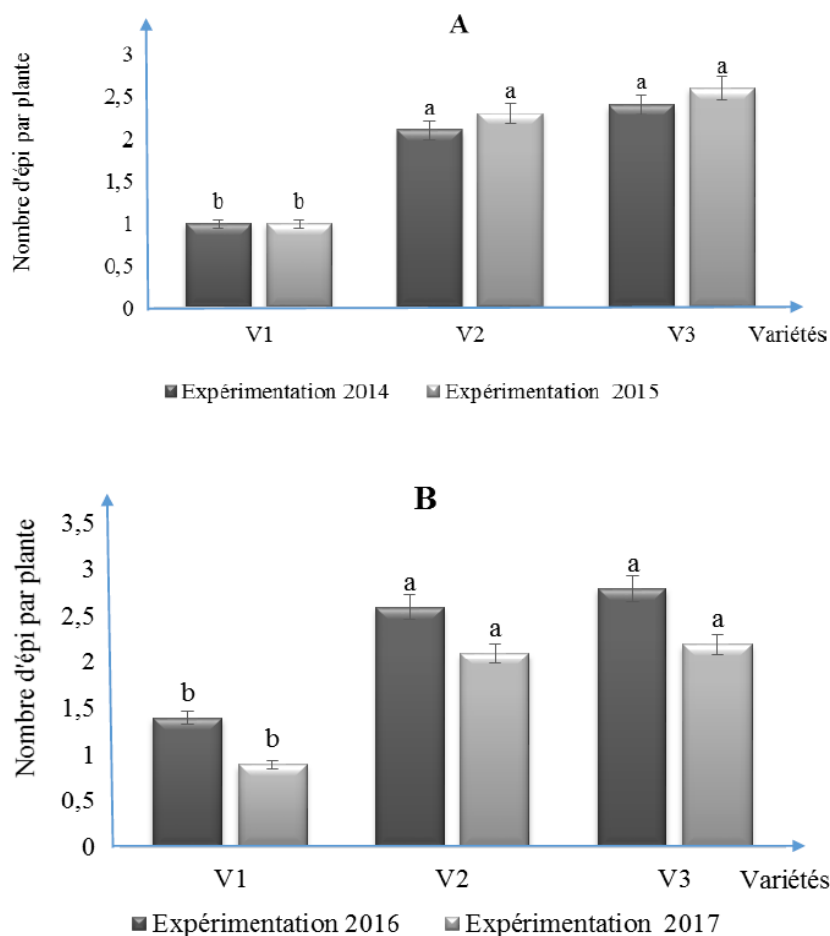 A
Nombre d'épi par plante
3
2,5
2
1,5
1
0,5
0
b b a a a a
V1 V2 V3 Variétés
Expérimentation 2014 Expérimentation 2015
B
Nombre d'épi par plante
3,5
3
2,5
2
1,5
1
0,5
0
b b a a a a
V1 V2 V3 Variétés
Expérimentation 2016 Expérimentation 2017